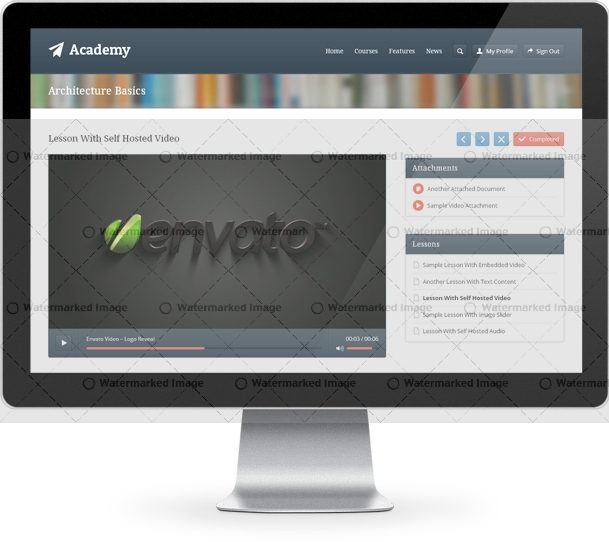 Academy
Home Courses Features News My Profile Sign Out
Architecture Basics
Lesson With Self Hosted Video
Completed
Watermarked Image Watermarked Image Watermarked Image Watermarked Image
Attachments
Another Attached Document
Sample Video Attachment
envato
Watermarked Image Watermark Watermarked Image
Lessons
Sample Lesson With Embedded Video
Another Lesson With Text Content
Lesson With Self Hosted Video
Watermarked Image Watermarked Image Watermarked Image Watermarked Image
Sample Lesson With Image Slider
Lesson With Self Hosted Audio
Envato Video – Logo Reveal 00:03 / 00:06
Watermarked Image Watermarked Image Watermarked Image Watermark